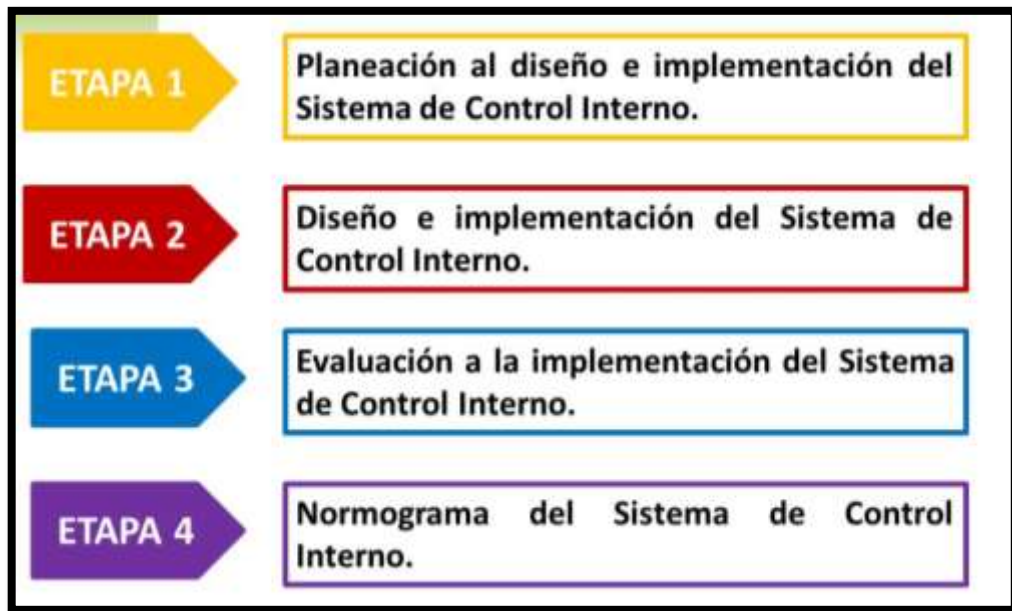 ETAPA 1
Planeación al diseño e implementación del
Sistema de Control Interno.
ETAPA 2
Diseño e implementación del Sistema de
Control Interno.
ETAPA 3
Evaluación a la implementación del Sistema
de Control Interno.
ETAPA 4
Normograma del Sistema de Control
Interno.